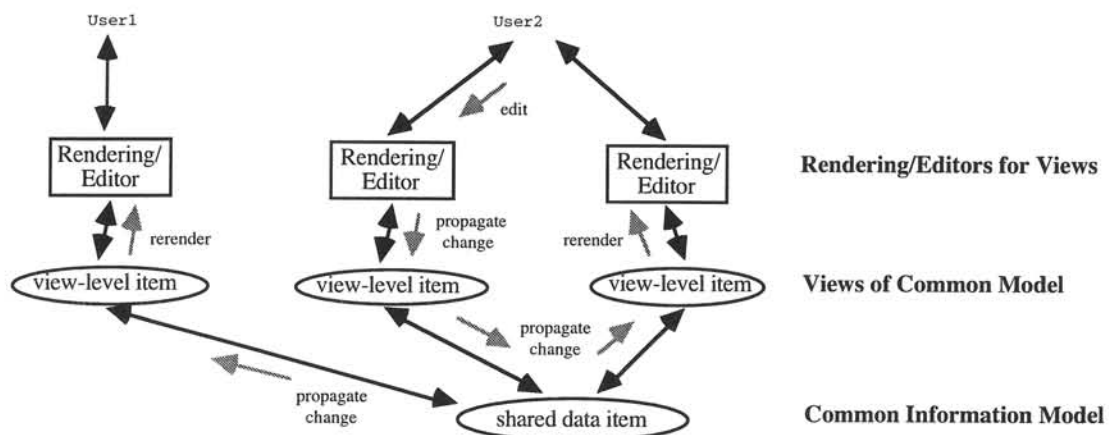 User1
User2
edit
Rendering/
Editor
Rendering/
Editor
Rendering/
Editor
Rendering/Editors for Views
rerender
propagate
change
rerender
view-level item
view-level item
view-level item
Views of Common Model
propagate
change
propagate
change
shared data item
Common Information Model